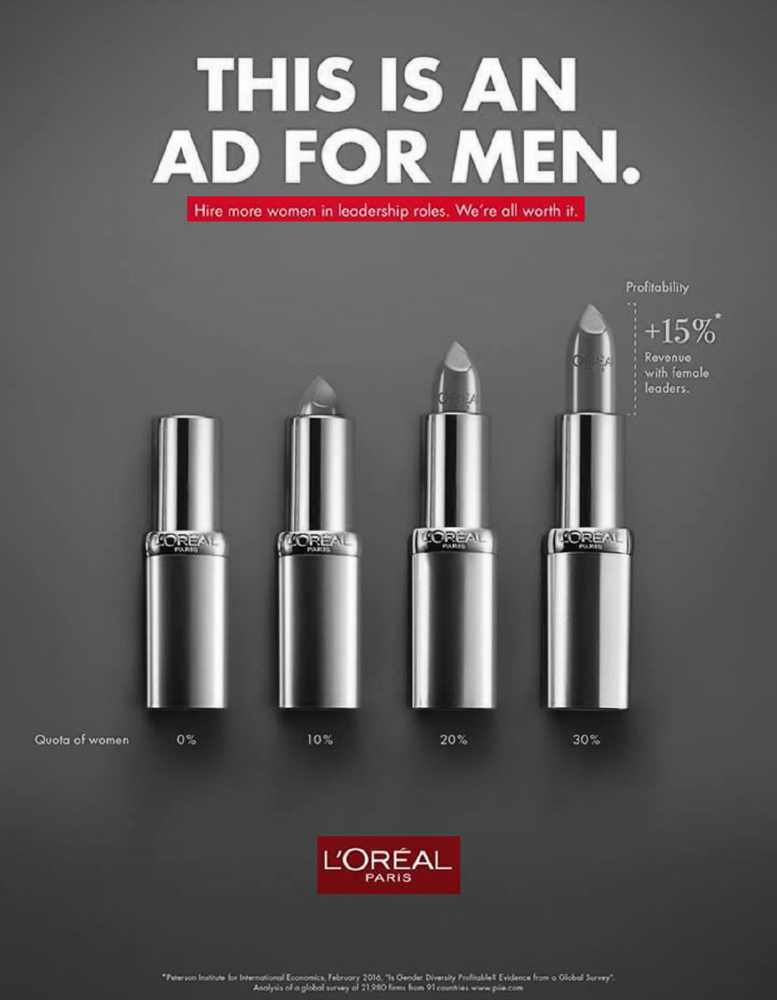 THIS IS AN
AD FOR MEN.
Hire more women in leadership roles. We're all worth it.
Profitability
+15%*
Revenue
with female
leaders.
L'ORÉAL
PARIS
L'ORÉAL
PARIS
L'ORÉAL
PARIS
L'ORÉAL
PARIS
Quota of women 0% 10% 20% 30%
L'ORÉAL
PARIS
*Peterson Institute for International Economics, February 2016, "Is Gender Diversity Profitable? Evidence from a Global Survey".
Analysis of a global survey of 21,980 firms from 91 countries. www.piie.com